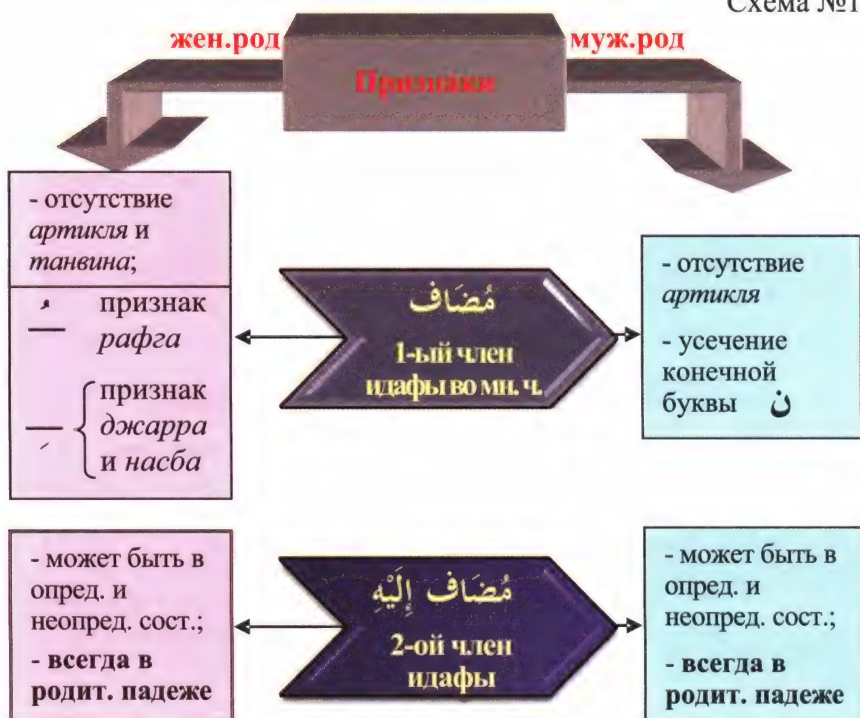 Схема №1
жен.род
муж.род
Признаки
- отсутствие
артикля и
танвина;
ُ признак
рафга
ِ признак
джарра
и насба
مُضَاف
1-ый член
идафы во мн. ч.
- отсутствие
артикля
- усечение
конечной
буквы ن
- может быть в
опред. и
неопред. сост.;
- всегда в
родит. падеже
مُضَاف إِلَيْهِ
2-ой член
идафы
- может быть в
опред. и
неопред. сост.;
- всегда в
родит. падеже